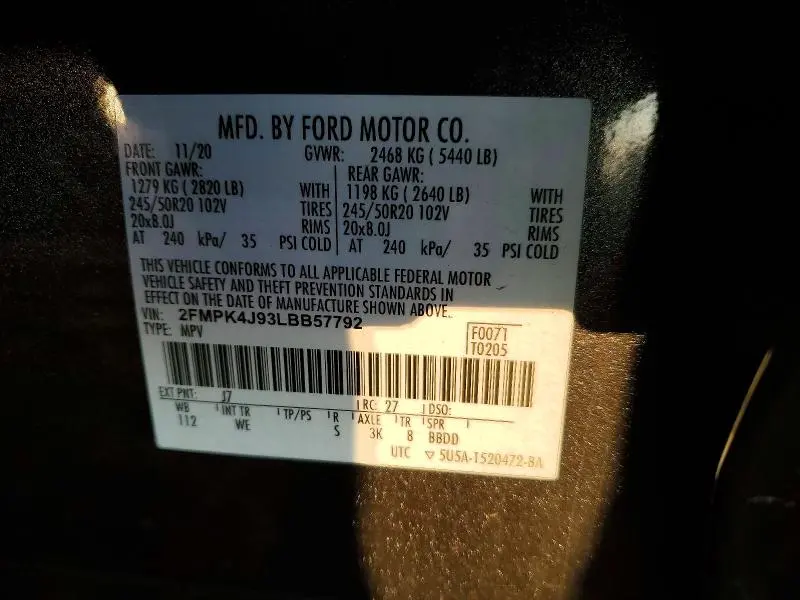 MFD. BY FORD MOTOR CO.
DATE: 11/20 GVWR: 2468 KG ( 5440 LB)
FRONT GAWR: REAR GAWR:
1279 KG ( 2820 LB) WITH 1198 KG ( 2640 LB) WITH
245/50R20 102V TIRES 245/50R20 102V TIRES
20x8.0J RIMS 20x8.0J RIMS
AT 240 kPa/ 35 PSI COLD AT 240 kPa/ 35 PSI COLD
THIS VEHICLE CONFORMS TO ALL APPLICABLE FEDERAL MOTOR
VEHICLE SAFETY AND THEFT PREVENTION STANDARDS IN
EFFECT ON THE DATE OF MANUFACTURE SHOWN ABOVE.
VIN: 2FMPK4J93LBB57792
TYPE: MPV
F0071
T0205
EXT PNT: J7 RC: 27 DSO:
WB INT TR TP/PS R AXLE TR SPR
112 WE S 3K 8 BBDD
UTC ▽ 5U5A-1520472-BA